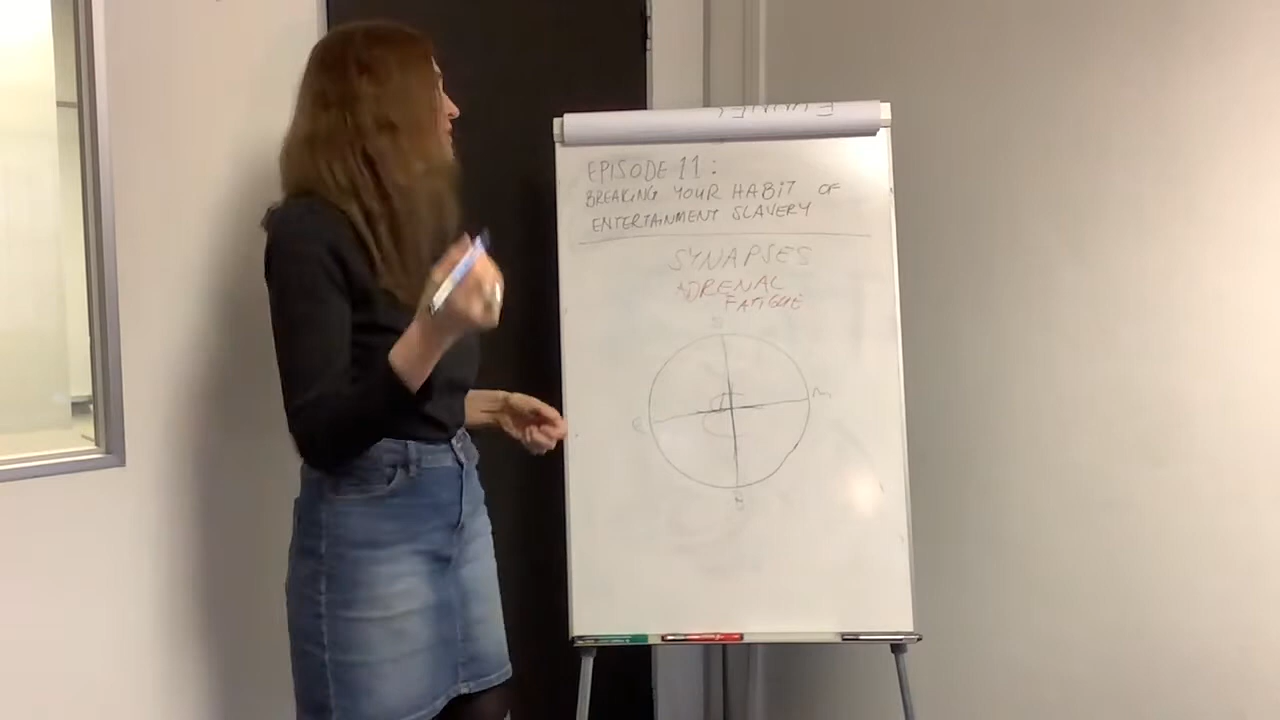 EPISODE 11:
BREAKING YOUR HABIT OF
ENTERTAINMENT SLAVERY
SYNAPSES
ADRENAL
FATIGUE
S
M
B